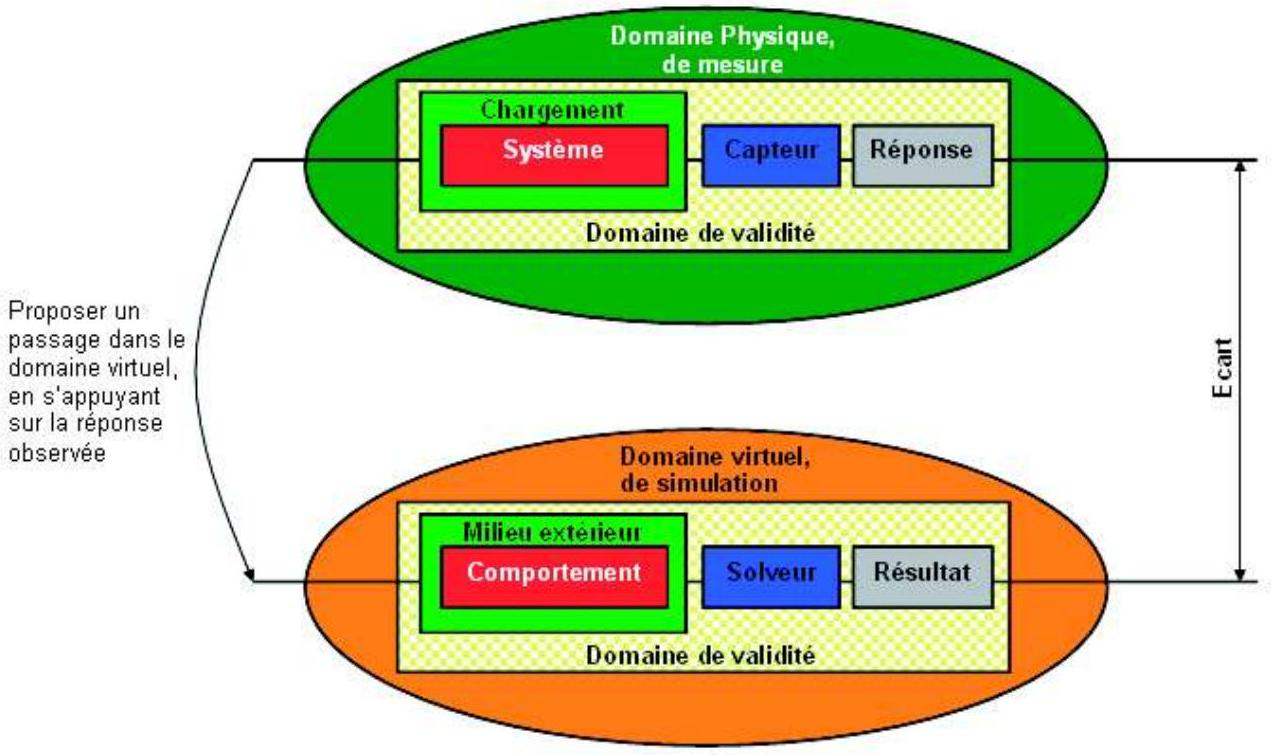 Domaine Physique,
de mesure
Chargement
Système
Capteur
Réponse
Domaine de validité
Proposer un
passage dans le
domaine virtuel,
en s'appuyant
sur la réponse
observée
Ecart
Domaine virtuel,
de simulation
Milieu extérieur
Comportement
Solveur
Résultat
Domaine de validité